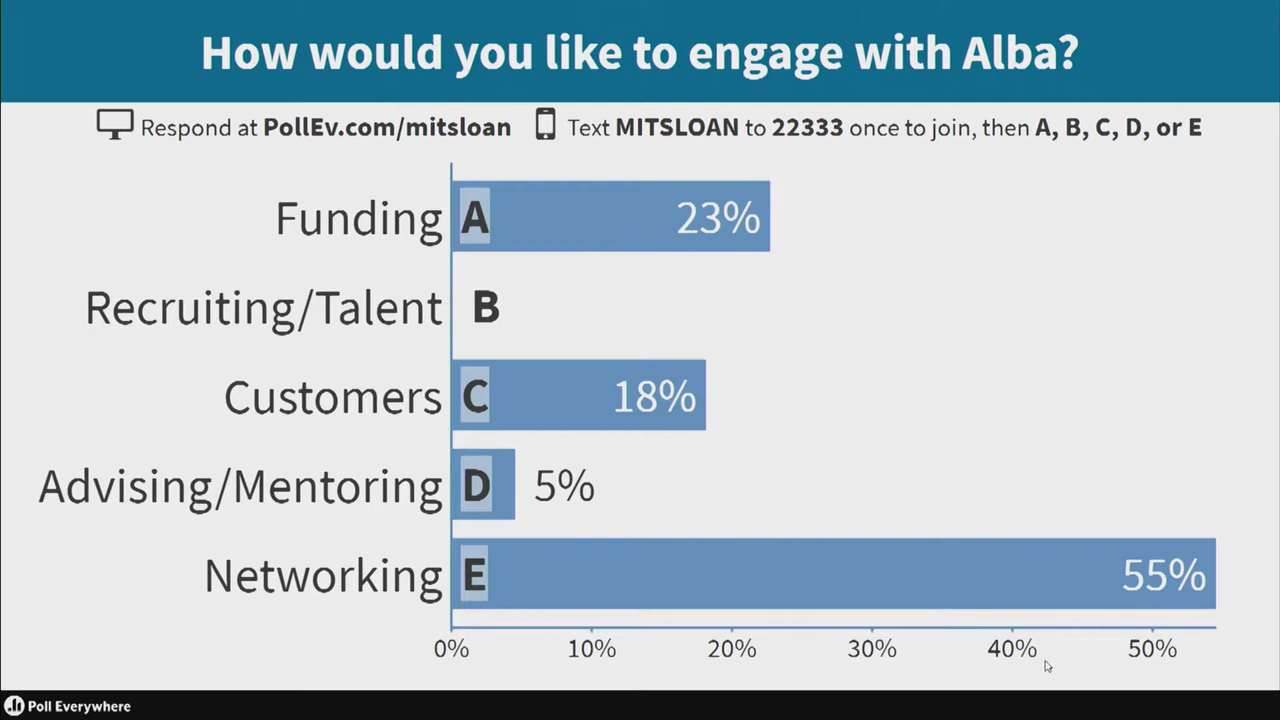 How would you like to engage with Alba?
Respond at PollEv.com/mitsloan Text MITSLOAN to 22333 once to join, then A, B, C, D, or E
Funding A 23%
Recruiting/Talent B
Customers C 18%
Advising/Mentoring D 5%
Networking E 55%
0% 10% 20% 30% 40% 50%
Poll Everywhere